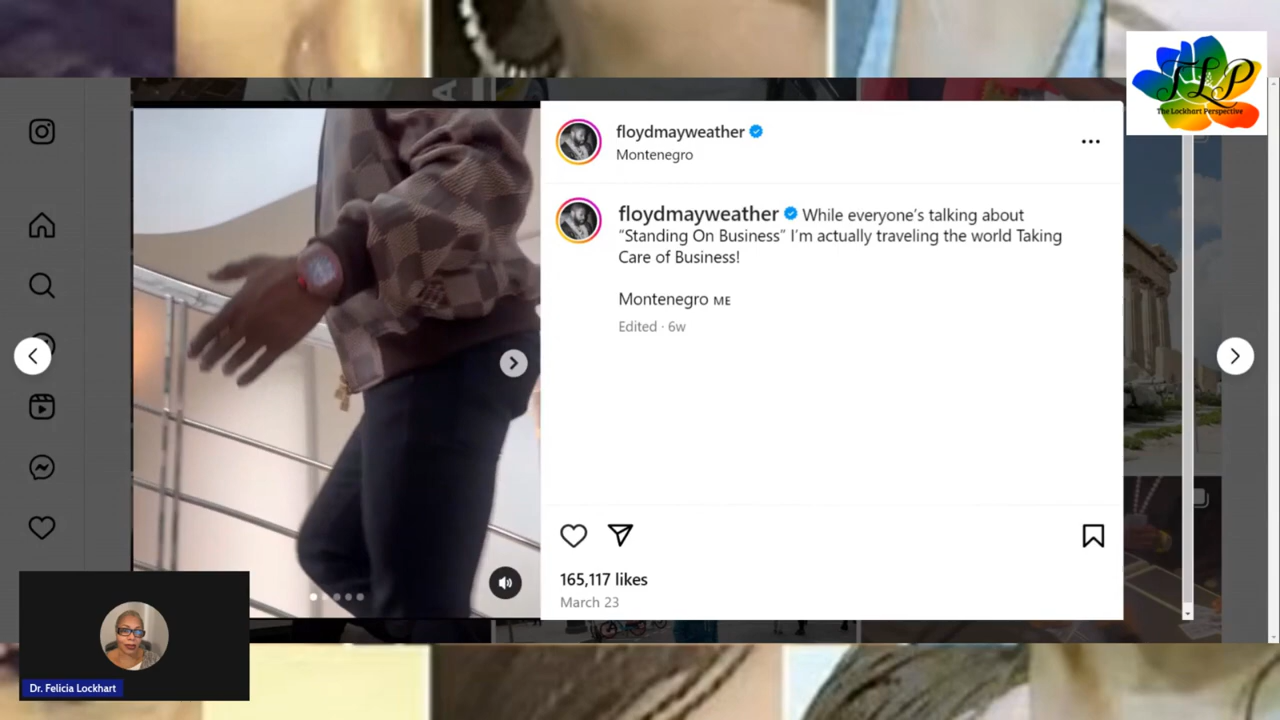 TLP
The Lockhart Perspective
floydmayweather
Montenegro
floydmayweather While everyone's talking about
"Standing On Business" I'm actually traveling the world Taking
Care of Business!
Montenegro ME
Edited · 6w
165,117 likes
March 23
Dr. Felicia Lockhart